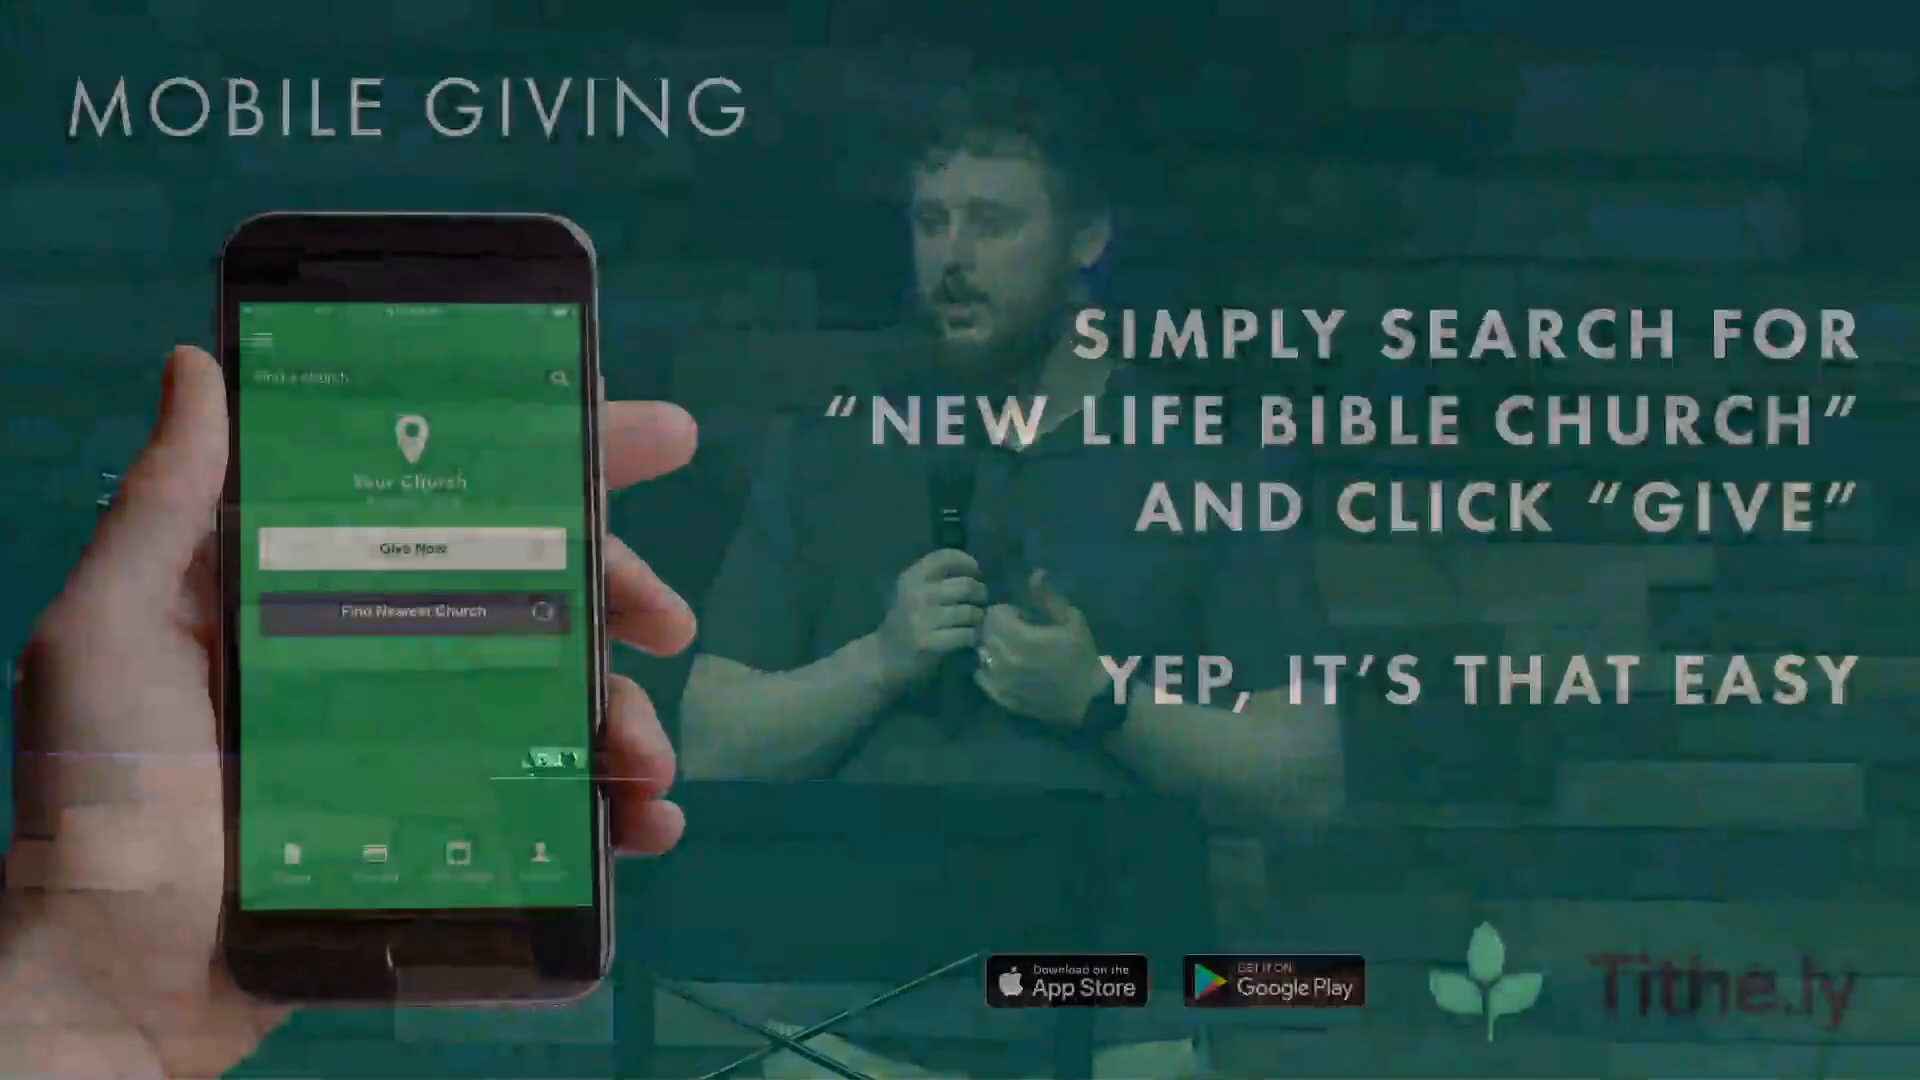 MOBILE GIVING
Find a church
Your Church
Give Now
Find Nearest Church
SIMPLY SEARCH FOR
“NEW LIFE BIBLE CHURCH”
AND CLICK “GIVE”
YEP, IT’S THAT EASY
Download on the
App Store
GET IT ON
Google Play
Tithe.ly